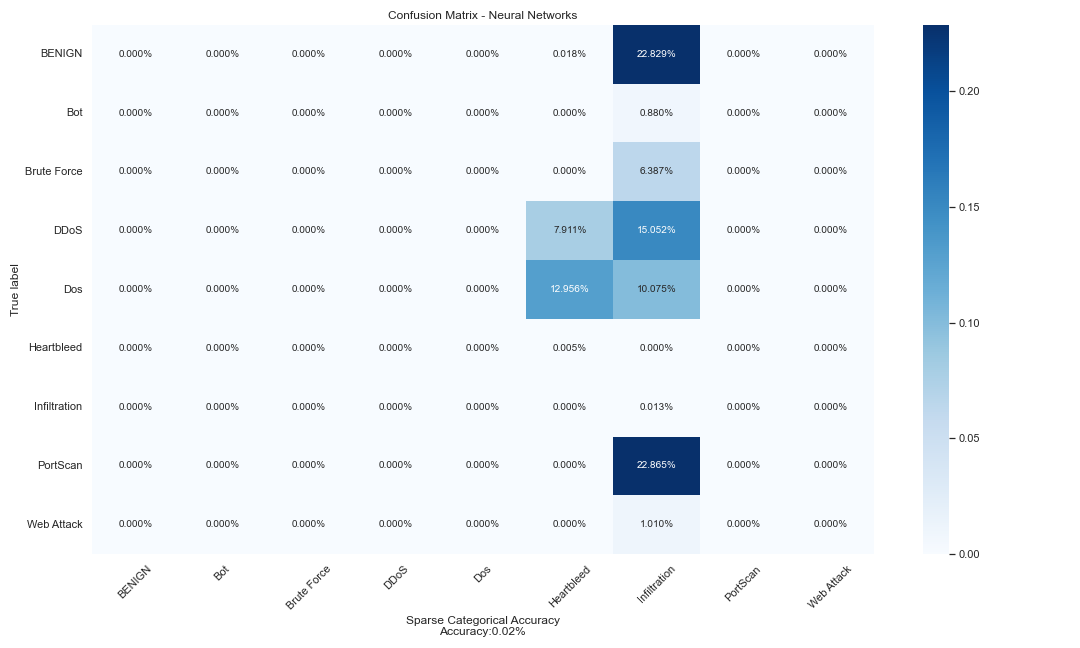 Confusion Matrix - Neural Networks
BENIGN 0.000% 0.000% 0.000% 0.000% 0.000% 0.018% 22.829% 0.000% 0.000%
Bot 0.000% 0.000% 0.000% 0.000% 0.000% 0.000% 0.880% 0.000% 0.000%
Brute Force 0.000% 0.000% 0.000% 0.000% 0.000% 0.000% 6.387% 0.000% 0.000%
DDoS 0.000% 0.000% 0.000% 0.000% 0.000% 7.911% 15.052% 0.000% 0.000%
Dos 0.000% 0.000% 0.000% 0.000% 0.000% 12.956% 10.075% 0.000% 0.000%
Heartbleed 0.000% 0.000% 0.000% 0.000% 0.000% 0.005% 0.000% 0.000% 0.000%
Infiltration 0.000% 0.000% 0.000% 0.000% 0.000% 0.000% 0.013% 0.000% 0.000%
PortScan 0.000% 0.000% 0.000% 0.000% 0.000% 0.000% 22.865% 0.000% 0.000%
Web Attack 0.000% 0.000% 0.000% 0.000% 0.000% 0.000% 1.010% 0.000% 0.000%
True label
BENIGN Bot Brute Force DDoS Dos Heartbleed Infiltration PortScan Web Attack
Sparse Categorical Accuracy
Accuracy:0.02%
0.20
0.15
0.10
0.05
0.00